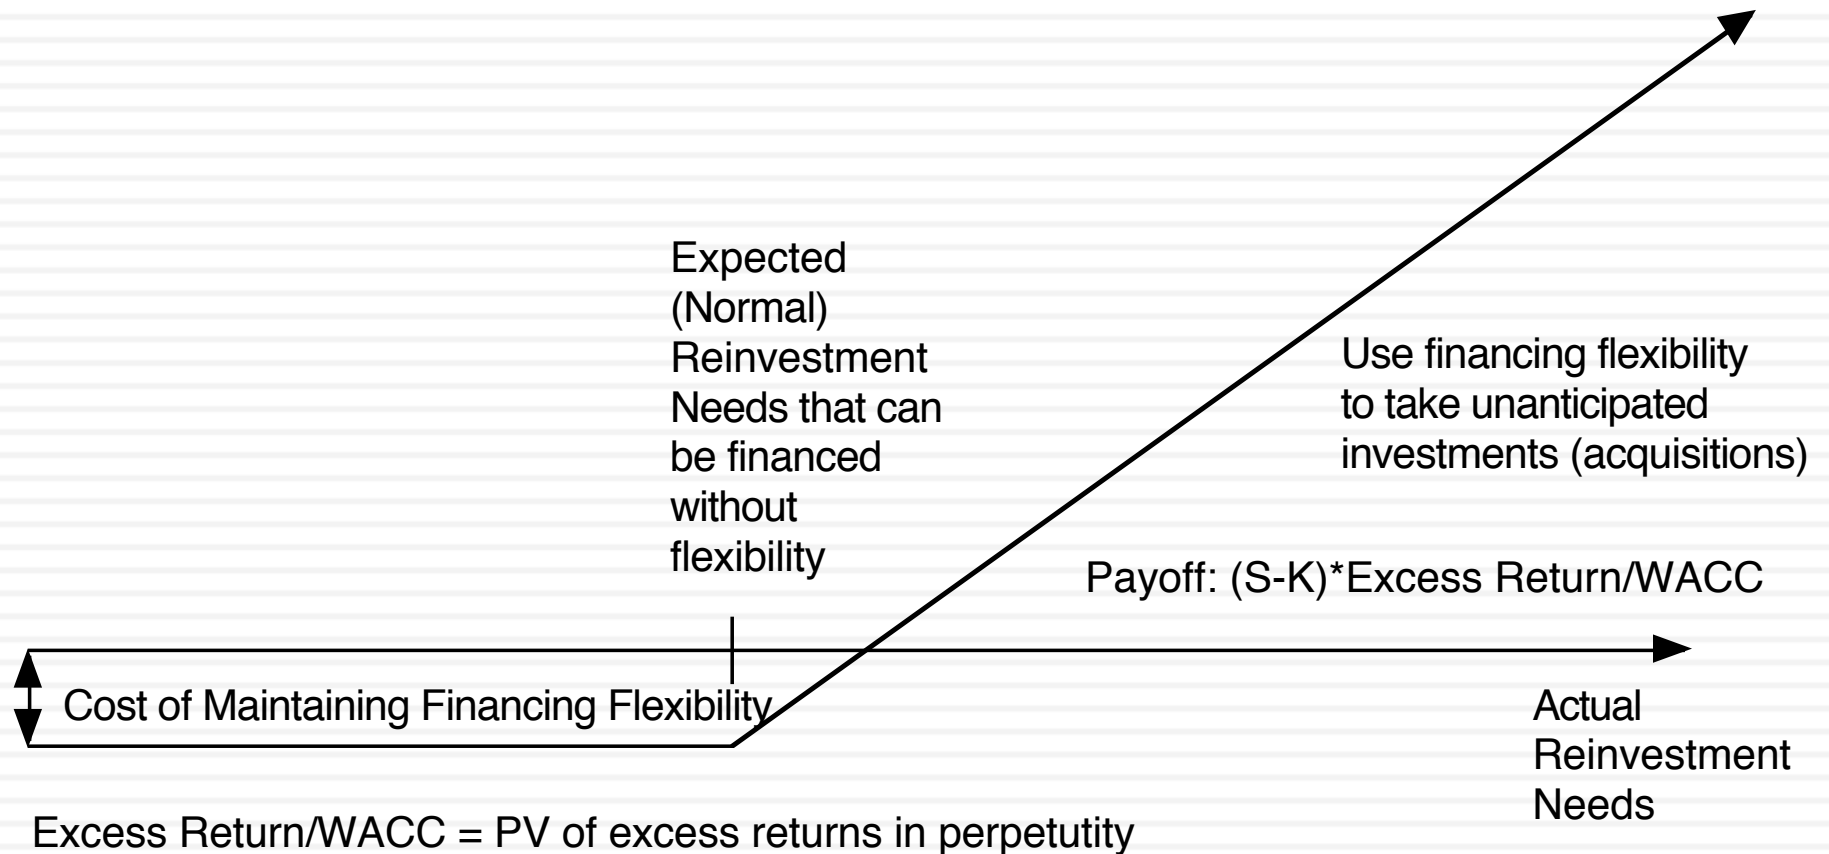 Expected
(Normal)
Reinvestment
Needs that can
be financed
without
flexibility
Use financing flexibility
to take unanticipated
investments (acquisitions)
Payoff: (S-K)*Excess Return/WACC
Cost of Maintaining Financing Flexibility
Actual
Reinvestment
Needs
Excess Return/WACC = PV of excess returns in perpetutity